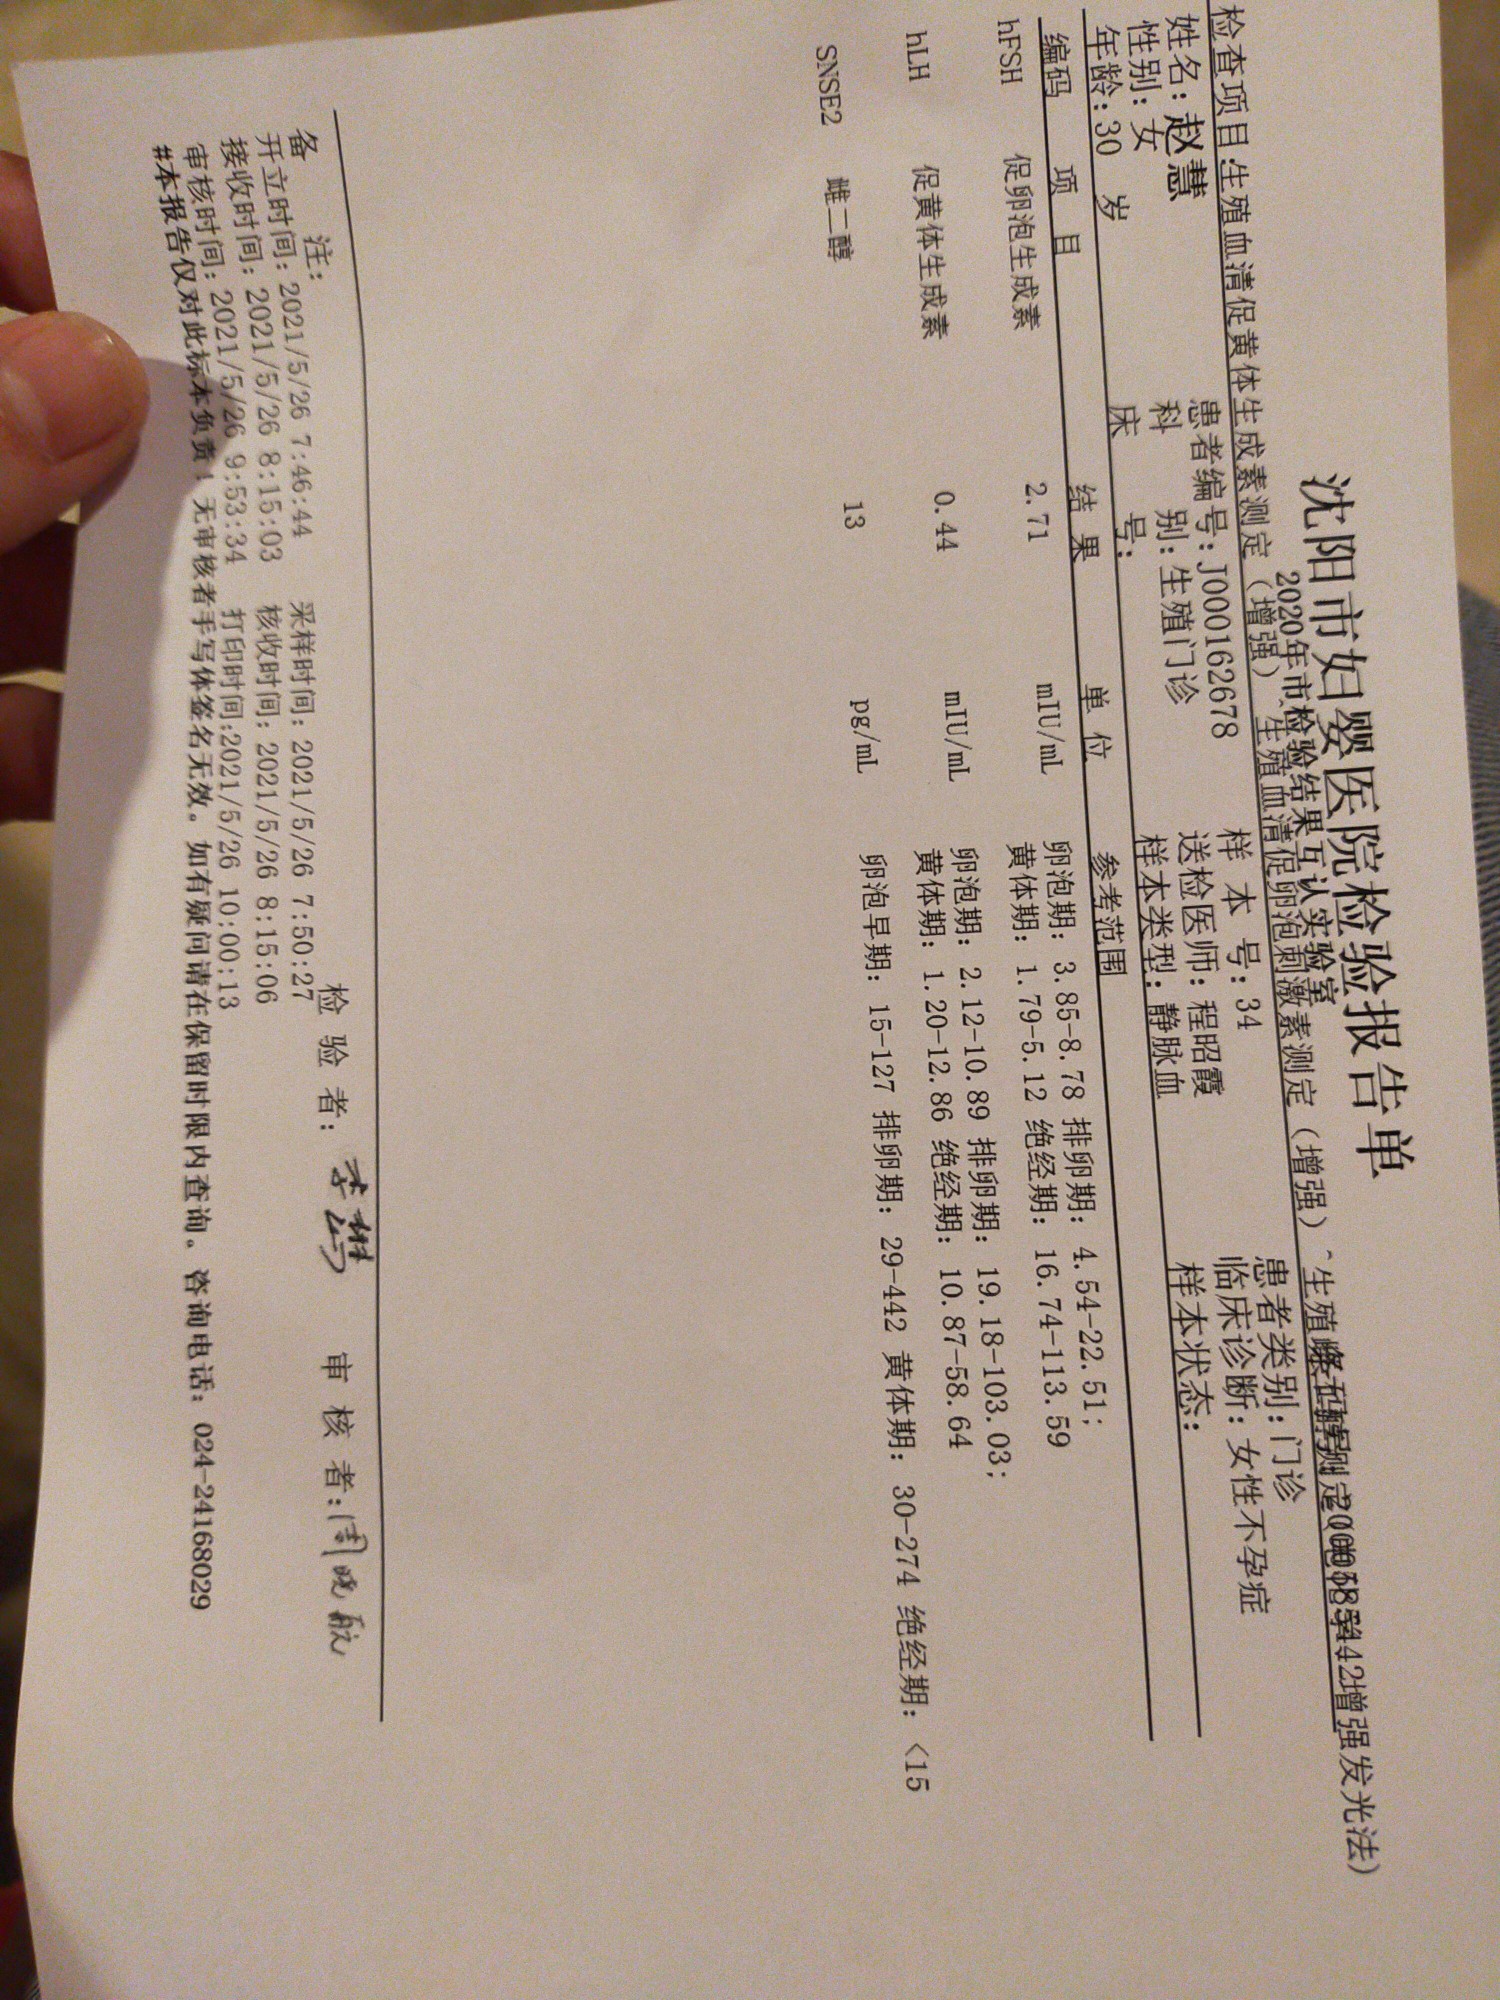 沈阳市妇婴医院检验报告单
2020年市检验结果互认实验室
检查项目:生殖血清促黄体生成素测定（增强） 生殖血清促卵泡刺激素测定（增强）^生殖 增强发光法）
姓名：赵慧 患者编号：J000162678 样 本 号：34 患者类别：门诊
性别：女 科 别：生殖门诊 送检医师：程昭霞 临床诊断：女性不孕症
年龄：30 岁 床 号： 样本类型：静脉血 样本状态：
编码 项 目 结 果 单 位 参考范围
hFSH 促卵泡生成素 2.71 mIU/mL 卵泡期：3.85-8.78 排卵期：4.54-22.51；
黄体期：1.79-5.12 绝经期：16.74-113.59
hLH 促黄体生成素 0.44 mIU/mL 卵泡期：2.12-10.89 排卵期：19.18-103.03；
黄体期：1.20-12.86 绝经期：10.87-58.64
SNSE2 雌二醇 13 pg/mL 卵泡早期：15-127 排卵期：29-442 黄体期：30-274 绝经期：<15
备 注： 检 验 者： 审 核 者：周晓航
开立时间：2021/5/26 7:46:44 采样时间：2021/5/26 7:50:27
接收时间：2021/5/26 8:15:03 核收时间：2021/5/26 8:15:06
审核时间：2021/5/26 9:53:34 打印时间:2021/5/26 10:00:13
#本报告仅对此标本负责！无审核者手写体签名无效。如有疑问请在保留时限内查询。咨询电话：024-24168029